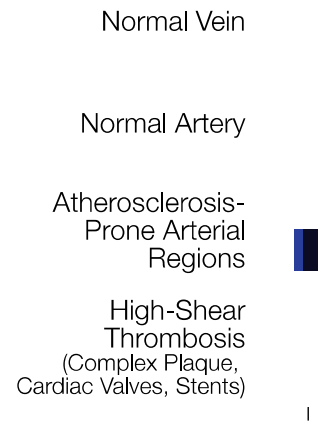 Normal Vein
Normal Artery
Atherosclerosis-
Prone Arterial
Regions
High-Shear
Thrombosis
(Complex Plaque,
Cardiac Valves, Stents)